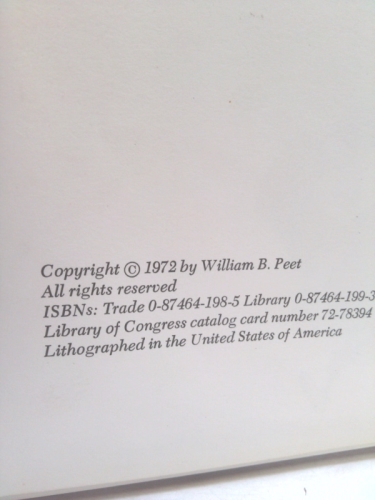 Copyright © 1972 by William B. Peet
All rights reserved
ISBNs: Trade 0-87464-198-5 Library 0-87464-199-3
Library of Congress catalog card number 72-78394
Lithographed in the United States of America